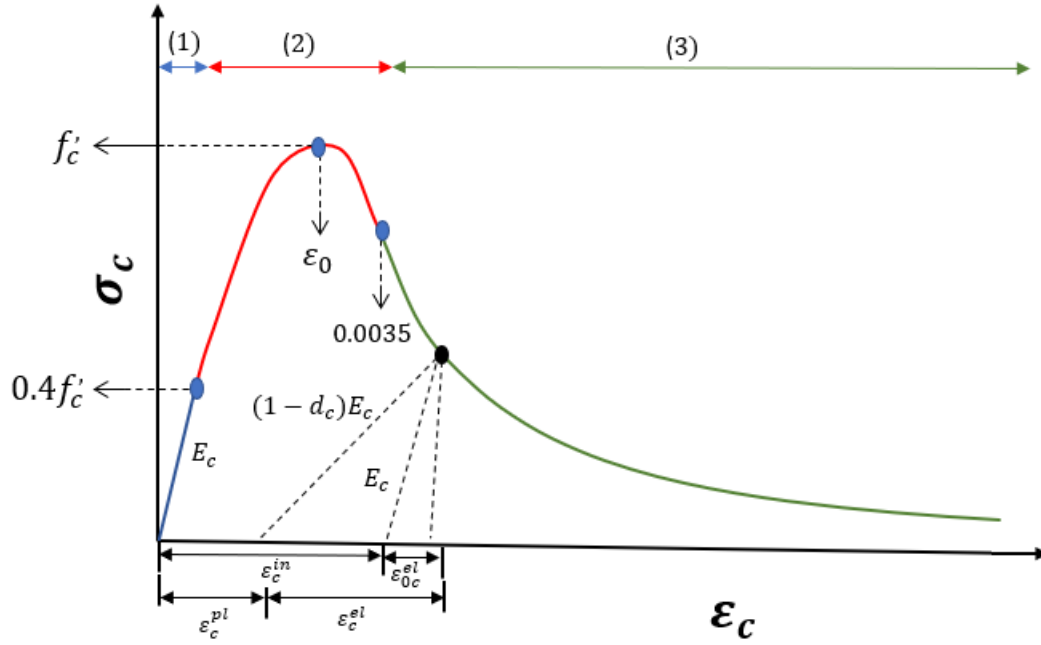 (1)
(2)
(3)
f'c
ε0
σc
0.0035
0.4f'c
(1 − dc)Ec
Ec
Ec
εc^in
ε0c^el
εc^pl
εc^el
εc